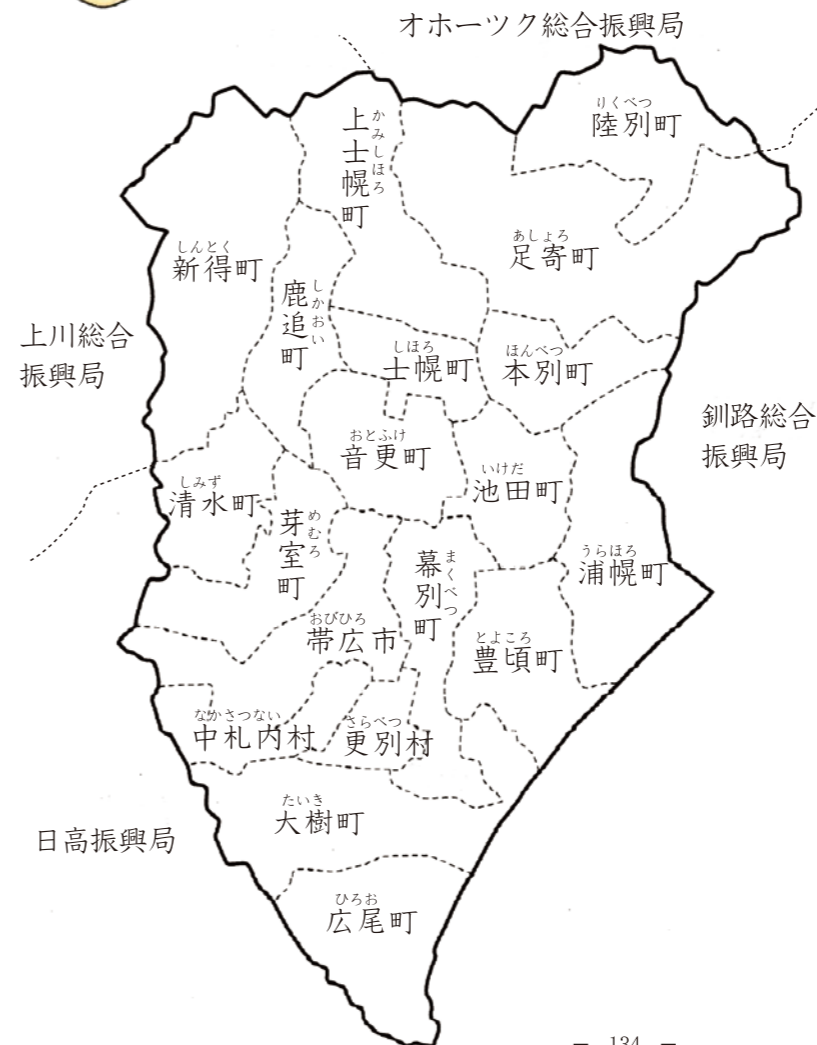 オホーツク総合振興局
りくべつ
陸別町
かみしほろ
上士幌町
あしょろ
足寄町
しんとく
新得町
しかおい
鹿追町
上川総合
振興局
しほろ
士幌町
ほんべつ
本別町
釧路総合
振興局
おとふけ
音更町
いけだ
池田町
しみず
清水町
めむろ
芽室町
まくべつ
幕別町
うらほろ
浦幌町
おびひろ
帯広市
とよころ
豊頃町
なかさつない
中札内村
さらべつ
更別村
たいき
大樹町
日高振興局
ひろお
広尾町
― 134 ―